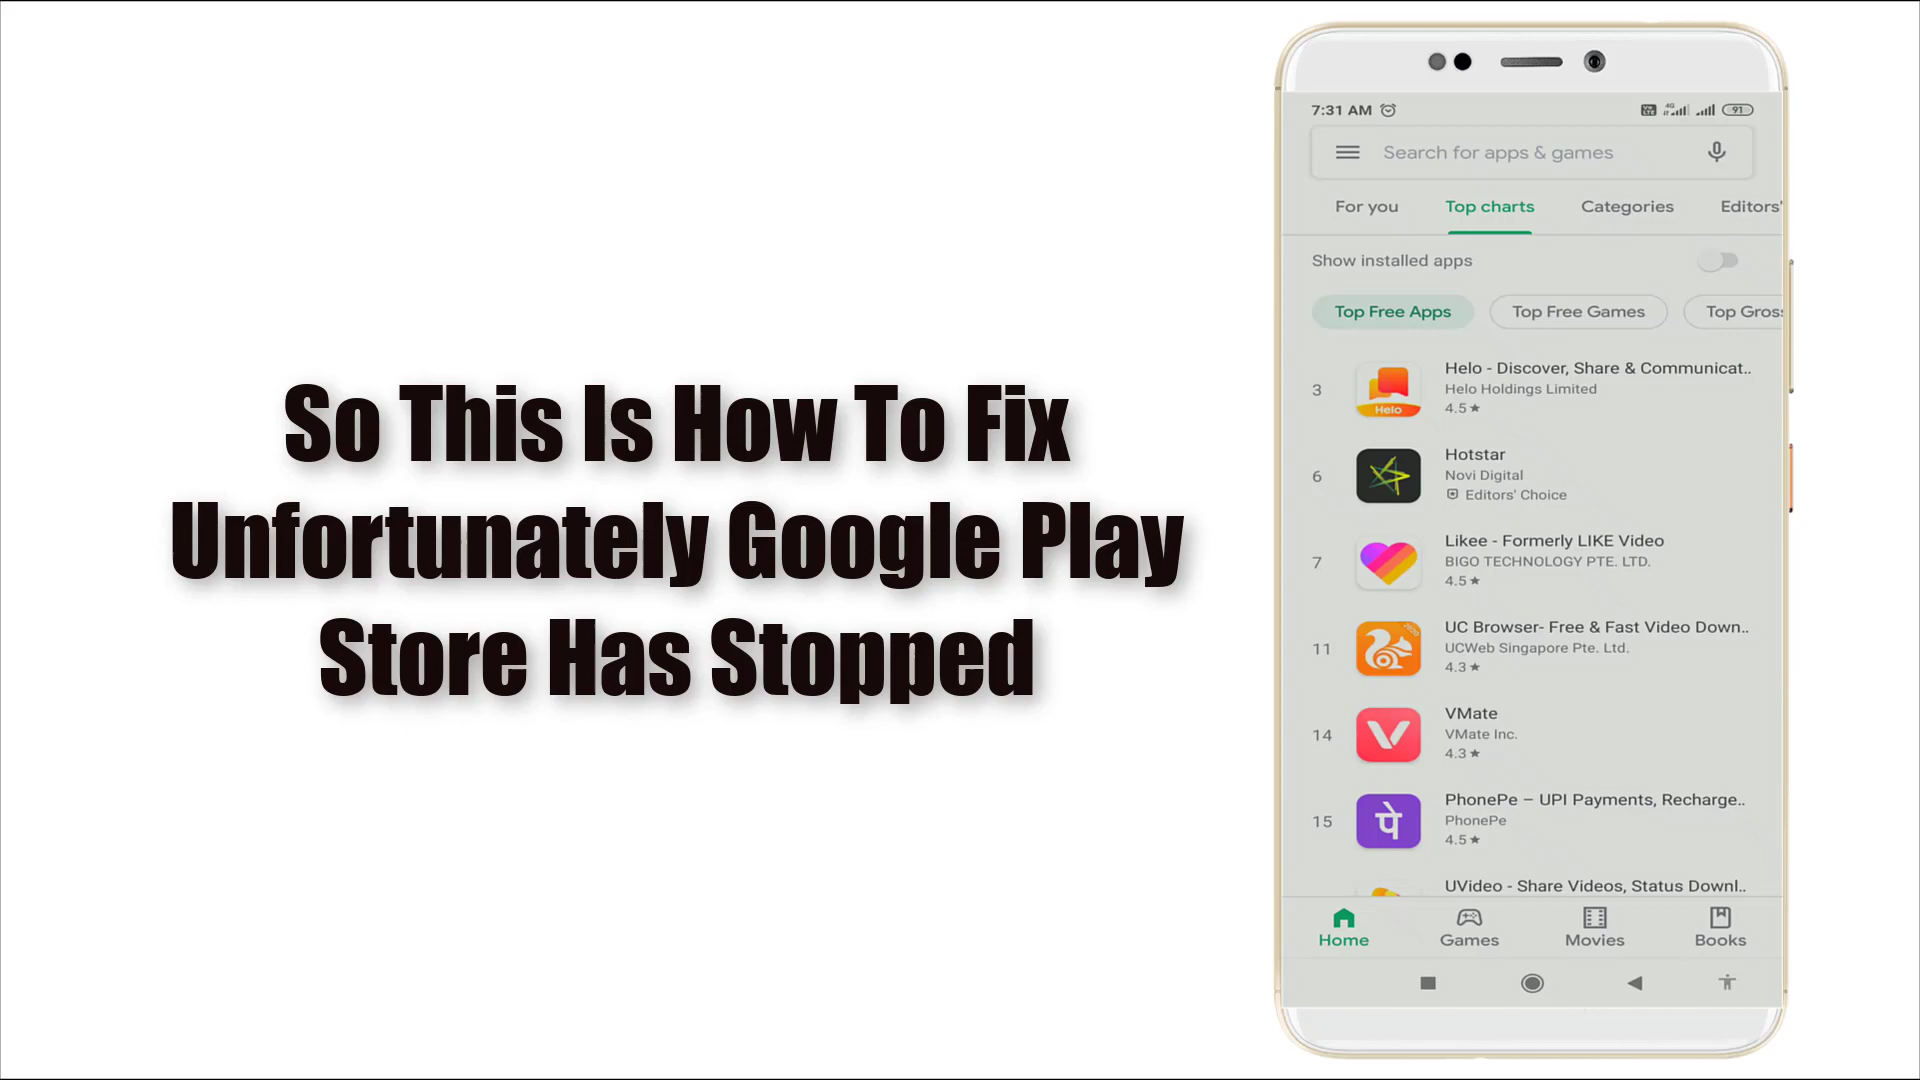 So This Is How To Fix
Unfortunately Google Play
Store Has Stopped
7:31 AM
4G
91
Search for apps & games
For you
Top charts
Categories
Editors'
Show installed apps
Top Free Apps
Top Free Games
Top Gros
3
Helo
Helo - Discover, Share & Communicat..
Helo Holdings Limited
4.5★
6
Hotstar
Novi Digital
Editors' Choice
7
Likee - Formerly LIKE Video
BIGO TECHNOLOGY PTE. LTD.
4.5★
11
UC Browser- Free & Fast Video Down..
UCWeb Singapore Pte. Ltd.
4.3★
14
VMate
VMate Inc.
4.3★
15
पे
PhonePe – UPI Payments, Recharge..
PhonePe
4.5★
UVideo - Share Videos, Status Downl..
Home
Games
Movies
Books